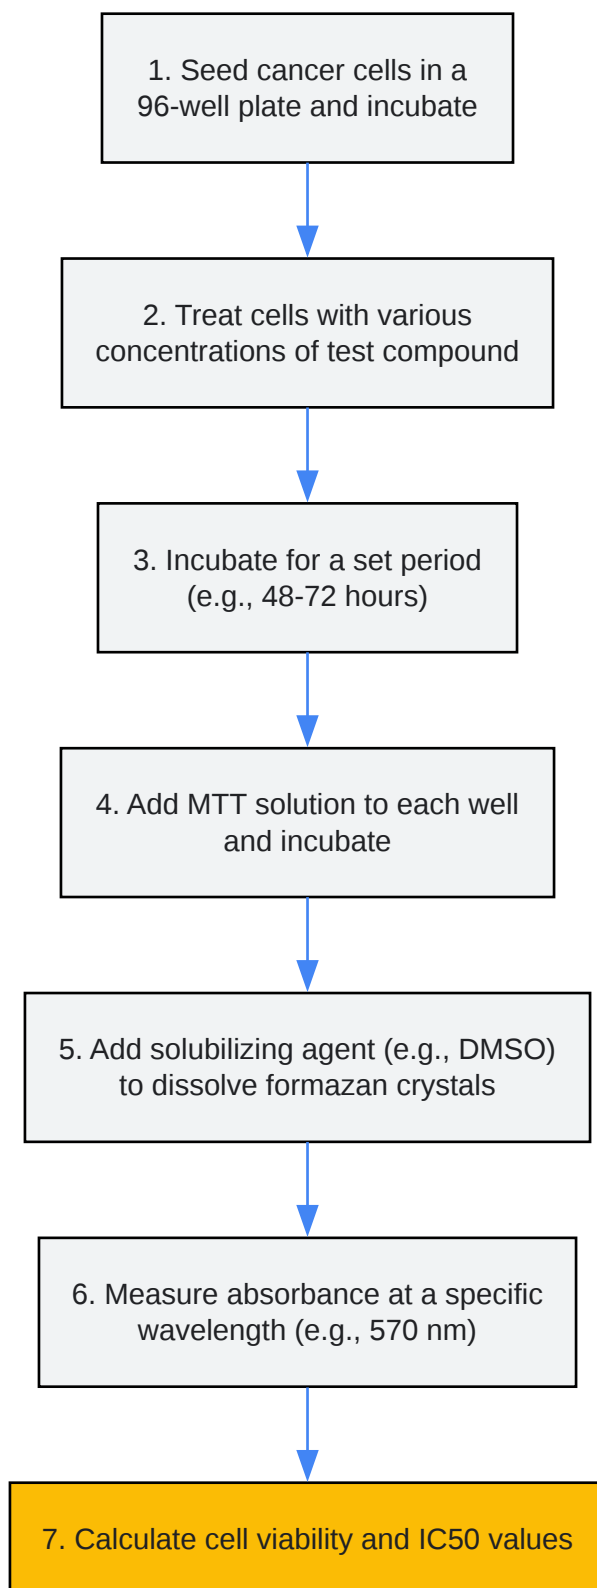 1. Seed cancer cells in a
96-well plate and incubate
2. Treat cells with various
concentrations of test compound
3. Incubate for a set period
(e.g., 48-72 hours)
4. Add MTT solution to each well
and incubate
5. Add solubilizing agent (e.g., DMSO)
to dissolve formazan crystals
6. Measure absorbance at a specific
wavelength (e.g., 570 nm)
7. Calculate cell viability and IC50 values